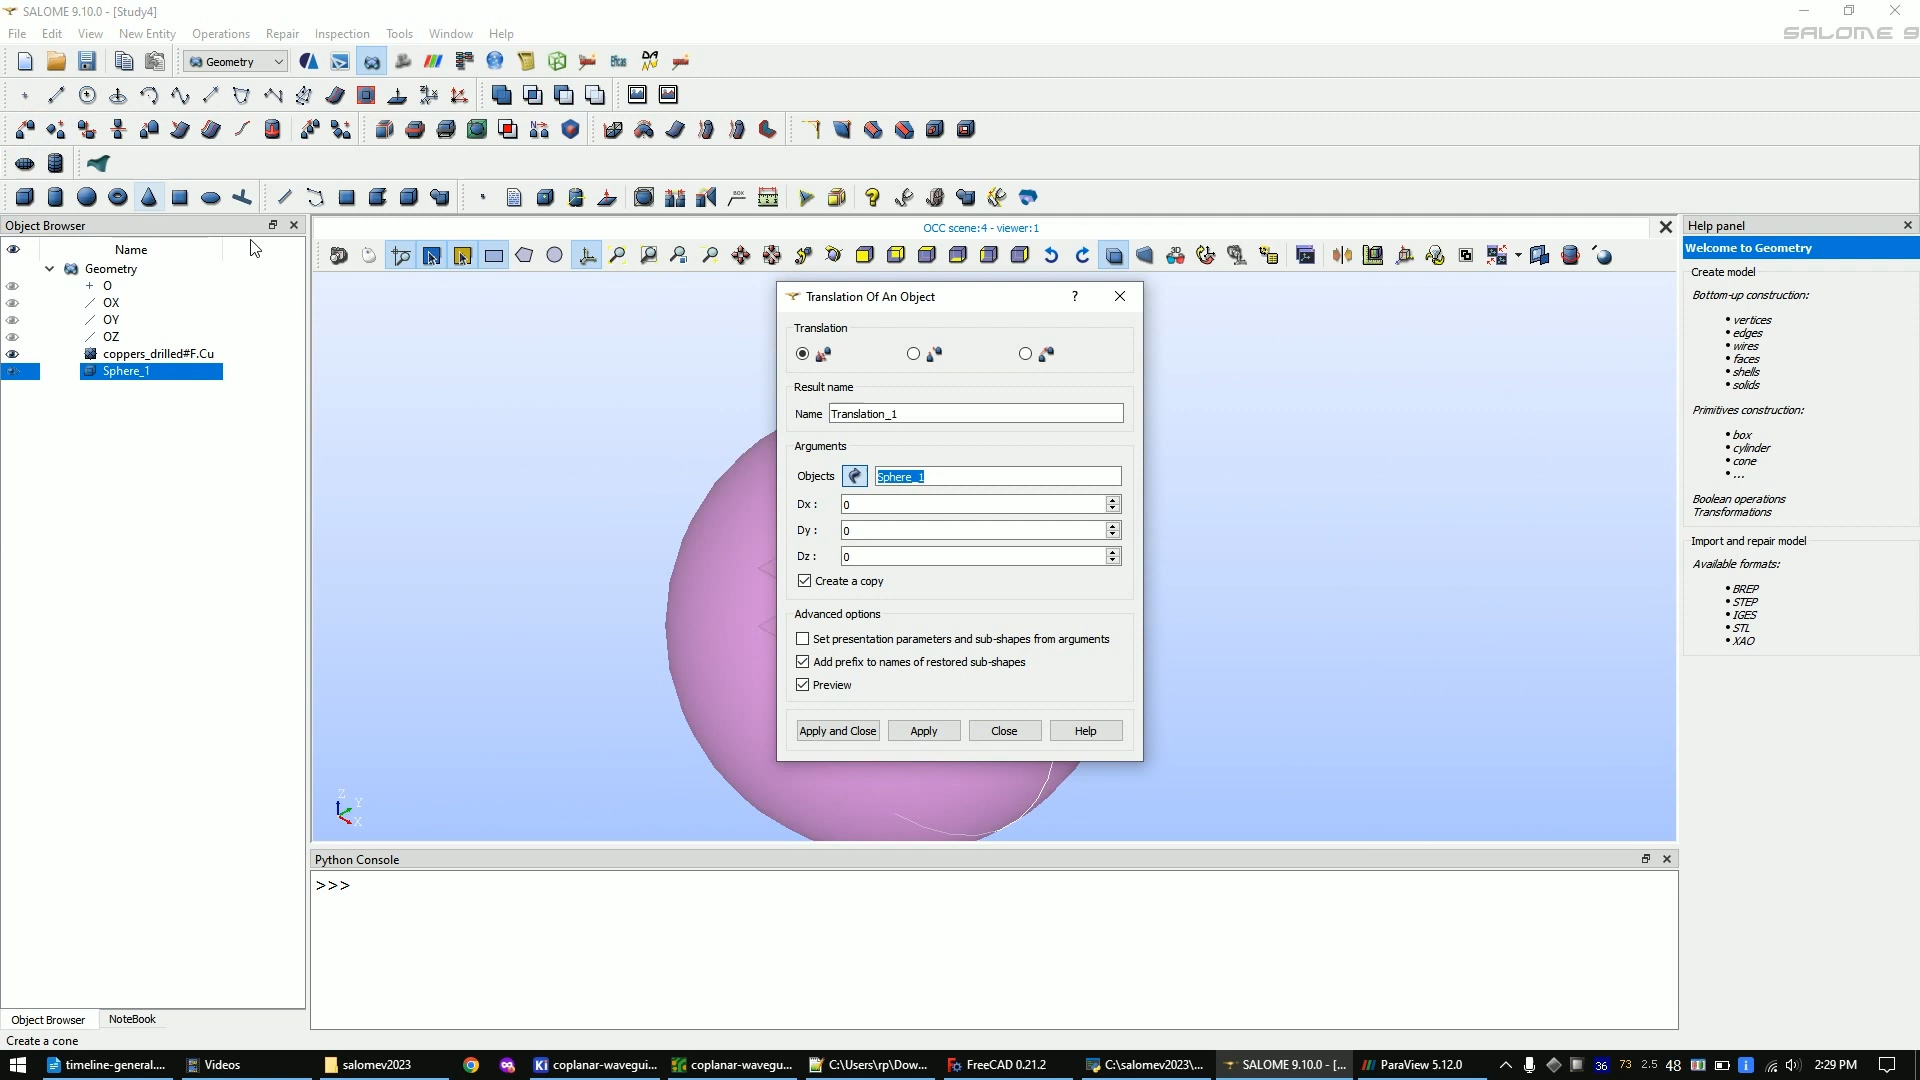 SALOME 9.10.0 - [Study4]
File Edit View New Entity Operations Repair Inspection Tools Window Help
SALOME 9
Geometry
Object Browser
Name
Geometry
O
OX
OY
OZ
coppers_drilled#F.Cu
Sphere_1
OCC scene:4 - viewer:1
Translation Of An Object
?
Translation
Result name
Name Translation_1
Arguments
Objects Sphere_1
Dx : 0
Dy : 0
Dz : 0
Create a copy
Advanced options
Set presentation parameters and sub-shapes from arguments
Add prefix to names of restored sub-shapes
Preview
Apply and Close Apply Close Help
Z
Y
X
Help panel
Welcome to Geometry
Create model
Bottom-up construction:
• vertices
• edges
• wires
• faces
• shells
• solids
Primitives construction:
• box
• cylinder
• cone
• ...
Boolean operations
Transformations
Import and repair model
Available formats:
• BREP
• STEP
• IGES
• STL
• XAO
Python Console
>>>
Object Browser NoteBook
Create a cone
timeline-general.... Videos salomev2023 coplanar-wavegui... coplanar-wavegu... C:\Users\rp\Dow... FreeCAD 0.21.2 C:\salomev2023\... SALOME 9.10.0 - [... ParaView 5.12.0 36 73 2.5 48 2:29 PM